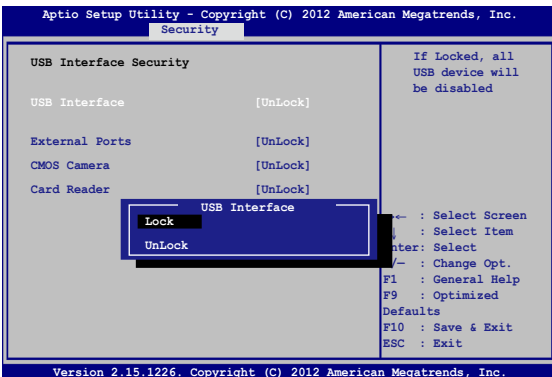 Aptio Setup Utility - Copyright (C) 2012 American Megatrends, Inc.
Security
USB Interface Security
USB Interface [UnLock]
External Ports [UnLock]
CMOS Camera [UnLock]
Card Reader [UnLock]
USB Interface
Lock
UnLock
If Locked, all
USB device will
be disabled
← : Select Screen
↓ : Select Item
nter: Select
/— : Change Opt.
F1 : General Help
F9 : Optimized
Defaults
F10 : Save & Exit
ESC : Exit
Version 2.15.1226. Copyright (C) 2012 American Megatrends, Inc.